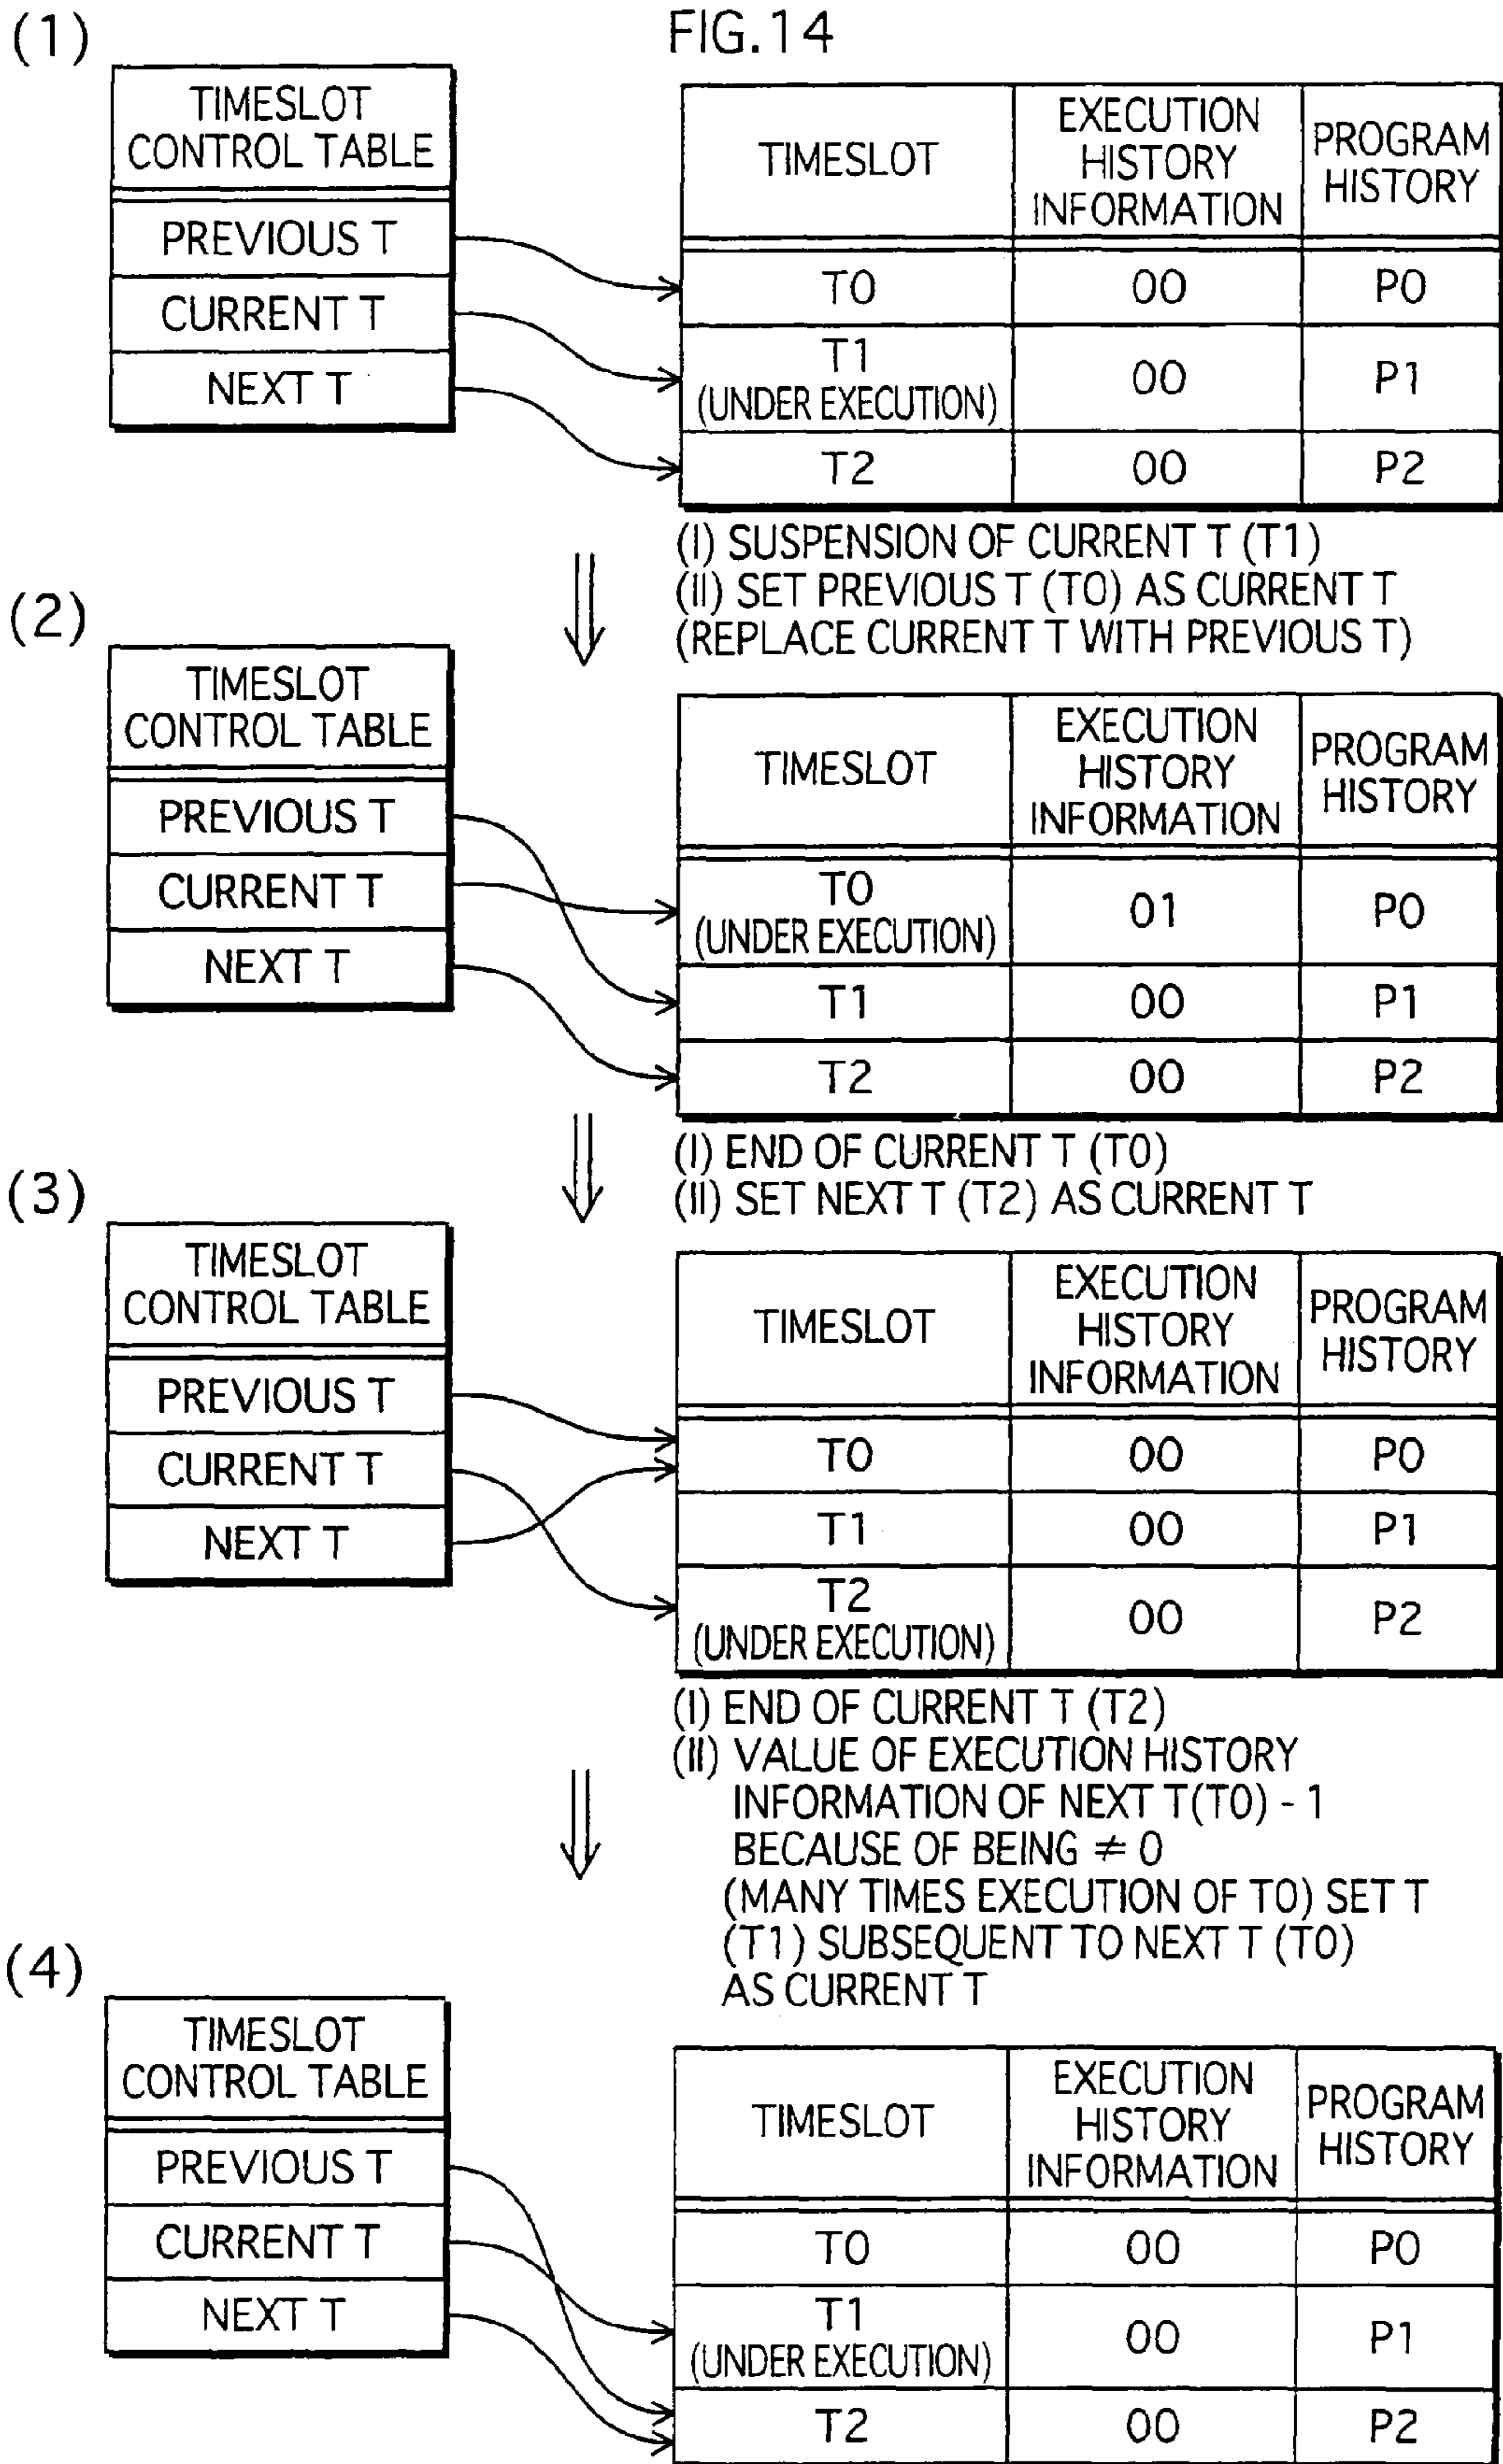 FIG.14
(1)
TIMESLOT
CONTROL TABLE
PREVIOUS T
CURRENT T
NEXT T
TIMESLOT
EXECUTION
HISTORY
INFORMATION
PROGRAM
HISTORY
T0 00 P0
T1
(UNDER EXECUTION)
00 P1
T2 00 P2
(I) SUSPENSION OF CURRENT T (T1)
(II) SET PREVIOUS T (T0) AS CURRENT T
(REPLACE CURRENT T WITH PREVIOUS T)
(2)
TIMESLOT
CONTROL TABLE
PREVIOUS T
CURRENT T
NEXT T
TIMESLOT
EXECUTION
HISTORY
INFORMATION
PROGRAM
HISTORY
T0
(UNDER EXECUTION)
01 P0
T1 00 P1
T2 00 P2
(I) END OF CURRENT T (T0)
(II) SET NEXT T (T2) AS CURRENT T
(3)
TIMESLOT
CONTROL TABLE
PREVIOUS T
CURRENT T
NEXT T
TIMESLOT
EXECUTION
HISTORY
INFORMATION
PROGRAM
HISTORY
T0 00 P0
T1 00 P1
T2
(UNDER EXECUTION)
00 P2
(I) END OF CURRENT T (T2)
(II) VALUE OF EXECUTION HISTORY
INFORMATION OF NEXT T(T0) - 1
BECAUSE OF BEING ≠ 0
(MANY TIMES EXECUTION OF T0) SET T
(T1) SUBSEQUENT TO NEXT T (T0)
AS CURRENT T
(4)
TIMESLOT
CONTROL TABLE
PREVIOUS T
CURRENT T
NEXT T
TIMESLOT
EXECUTION
HISTORY
INFORMATION
PROGRAM
HISTORY
T0 00 P0
T1
(UNDER EXECUTION)
00 P1
T2 00 P2